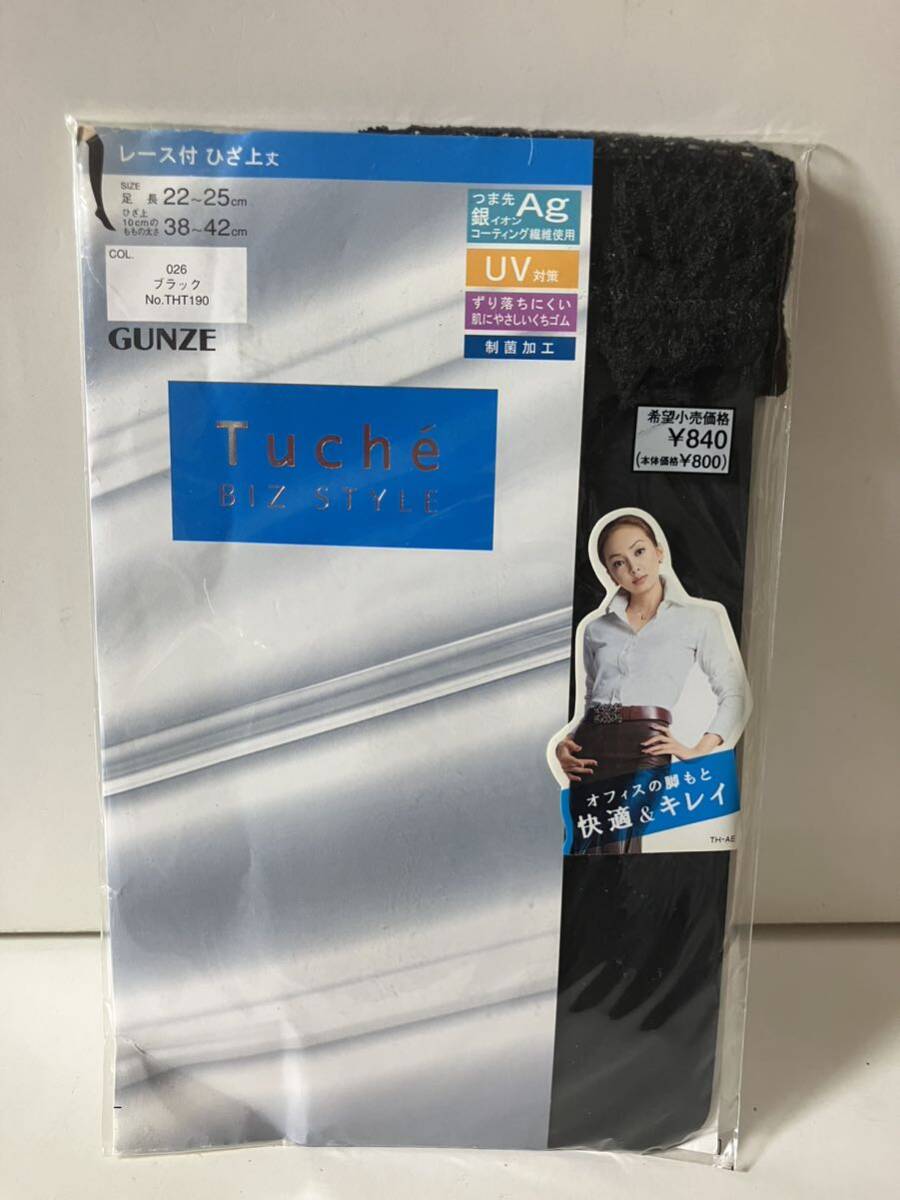 レース付 ひざ上丈
SIZE
足長 22~25cm
ひざ上
10cmの
ももの太さ 38~42cm
COL.
026
ブラック
No.THT190
GUNZE
つま先
銀イオン Ag
コーティング繊維使用
UV対策
ずり落ちにくい
肌にやさしいくちゴム
制菌加工
Tuché
BIZ STYLE
希望小売価格
¥840
(本体価格¥800)
オフィスの脚もと
快適&キレイ
TH-AE